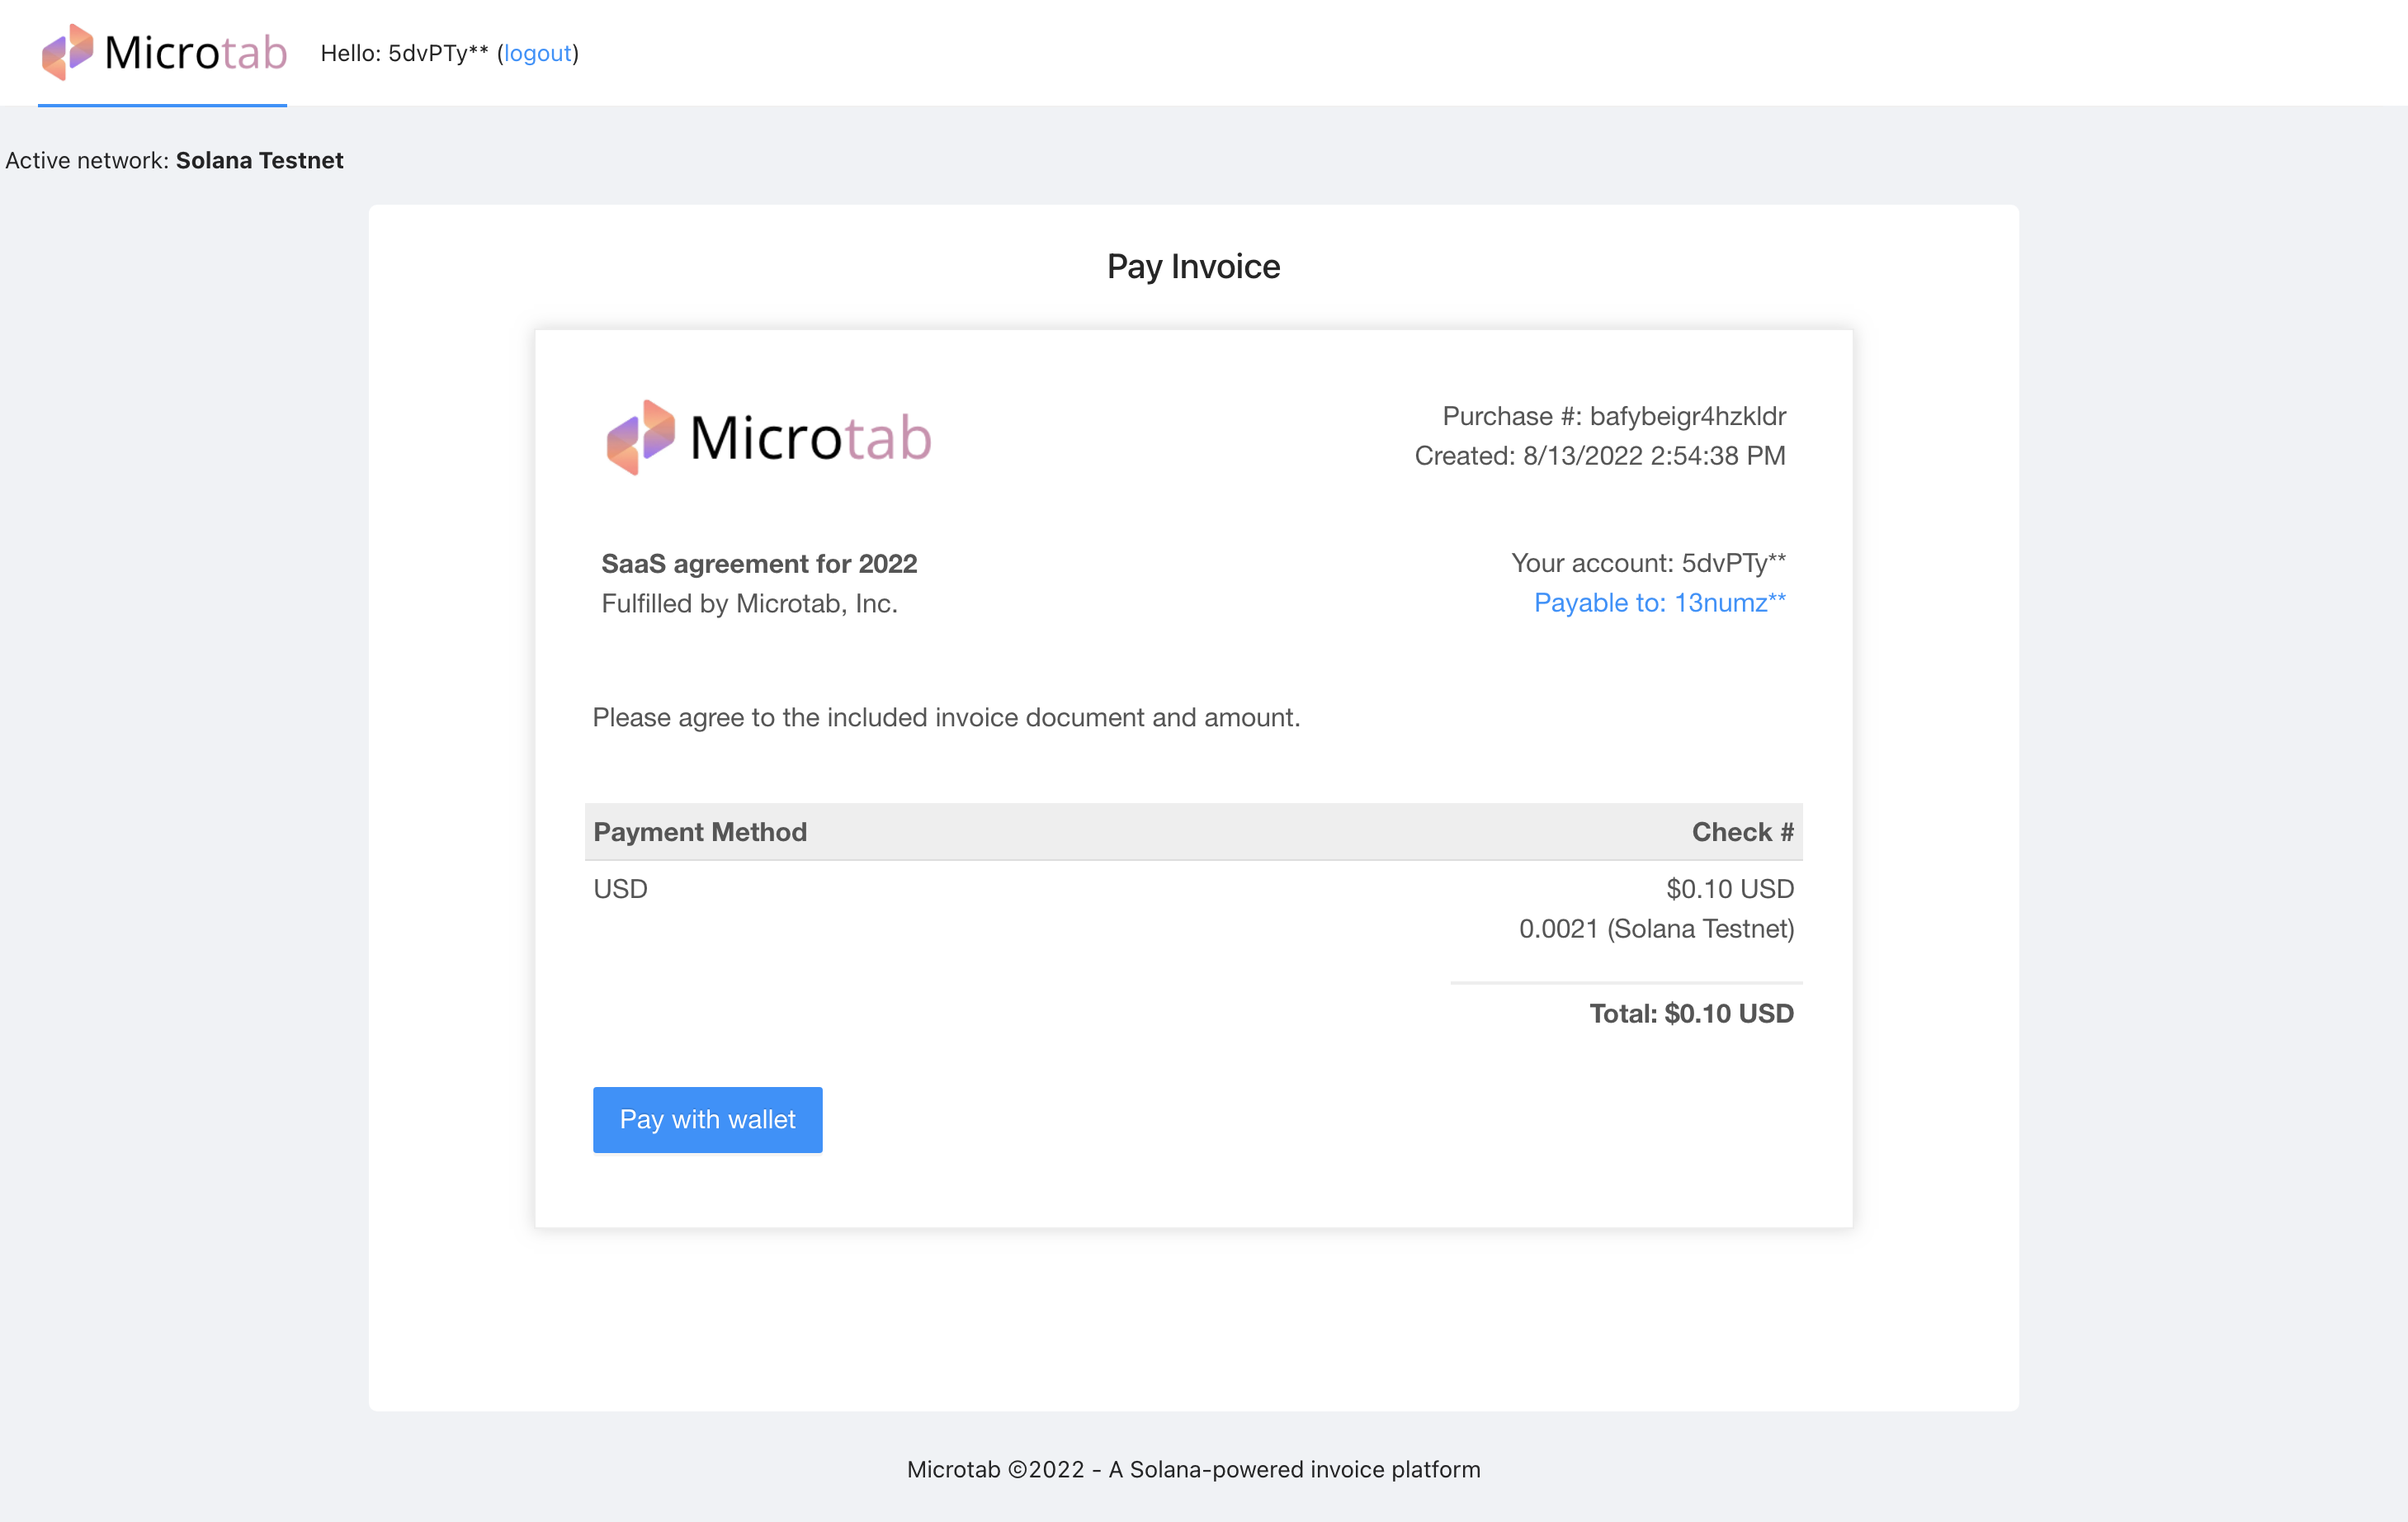 Microtab Hello: 5dvPTy** (logout)
Active network: Solana Testnet
Pay Invoice
Microtab
Purchase #: bafybeigr4hzkldr
Created: 8/13/2022 2:54:38 PM
SaaS agreement for 2022
Fulfilled by Microtab, Inc.
Your account: 5dvPTy**
Payable to: 13numz**
Please agree to the included invoice document and amount.
Payment Method Check #
USD $0.10 USD
0.0021 (Solana Testnet)
Total: $0.10 USD
Pay with wallet
Microtab ©2022 - A Solana-powered invoice platform